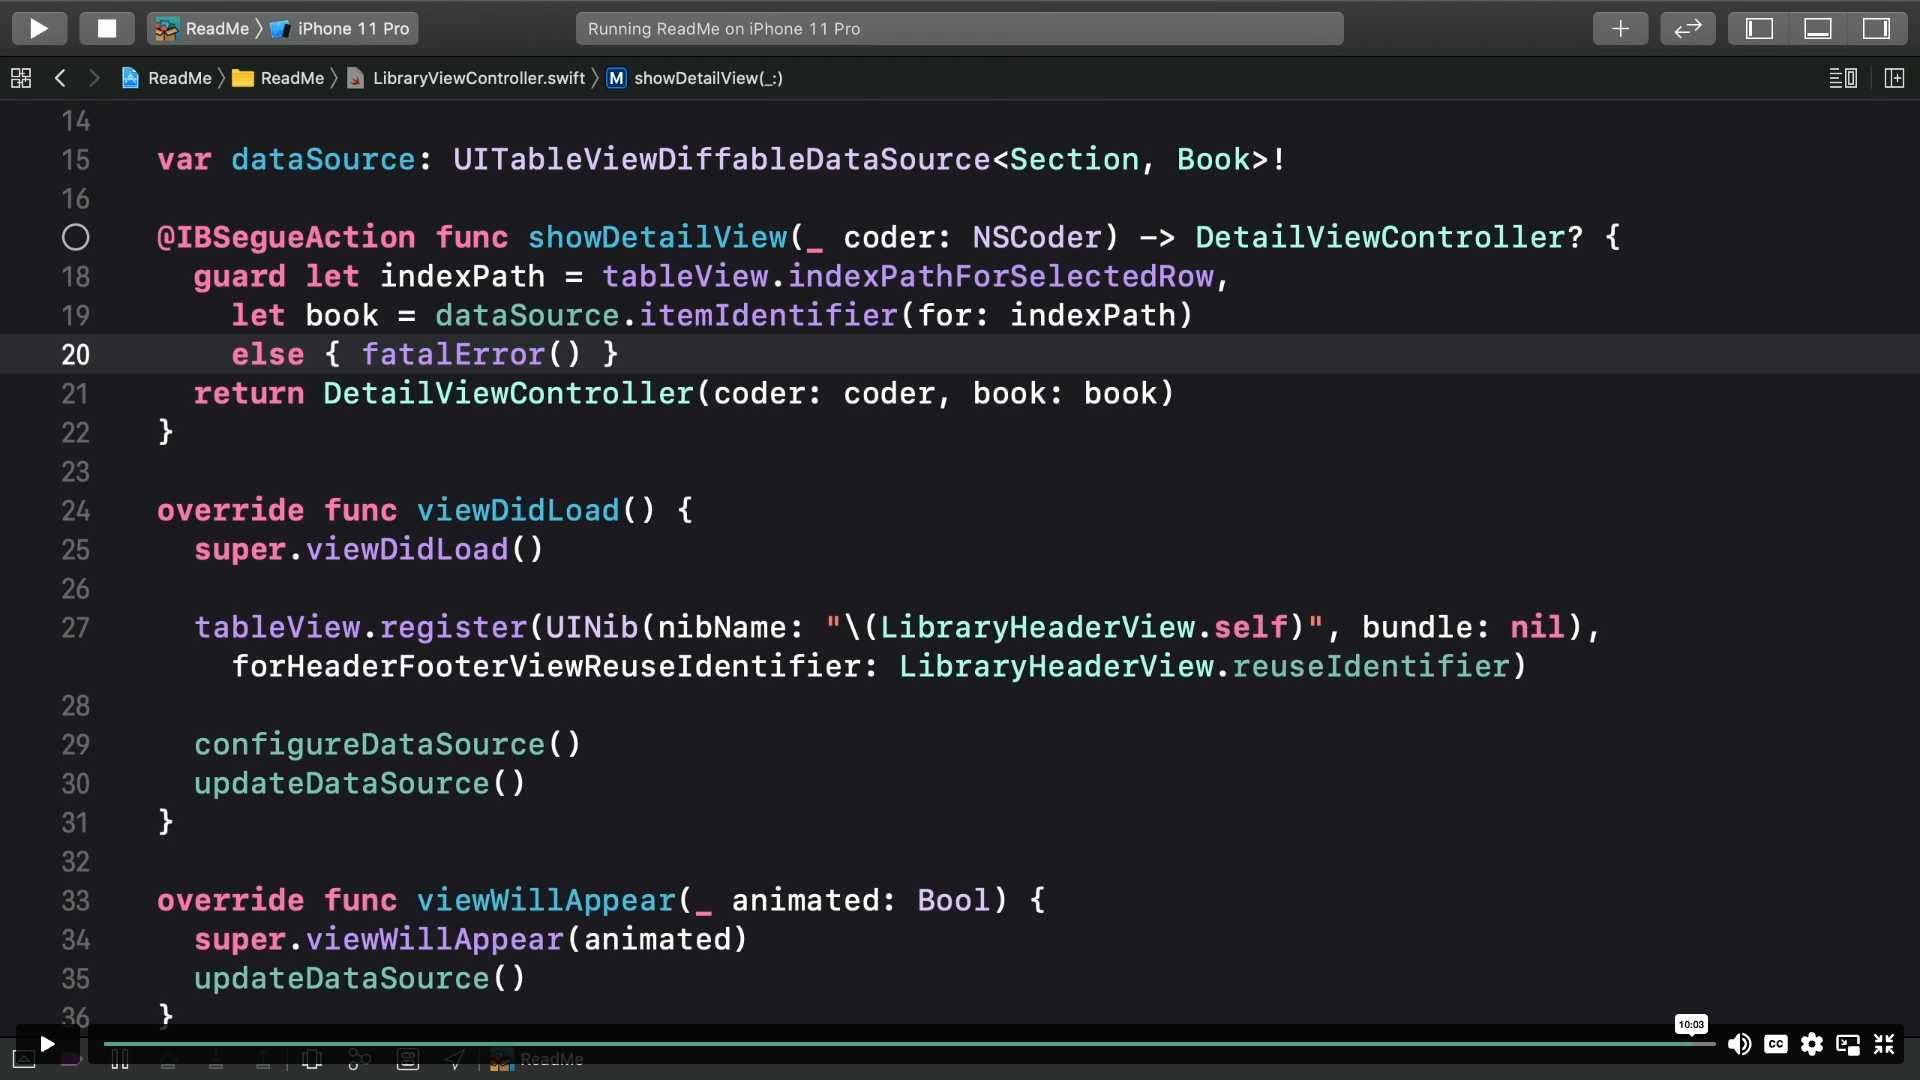 ReadMe 〉 iPhone 11 Pro
Running ReadMe on iPhone 11 Pro
ReadMe 〉 ReadMe 〉 LibraryViewController.swift 〉 M showDetailView(_:)
14
15 var dataSource: UITableViewDiffableDataSource<Section, Book>!
16
@IBSegueAction func showDetailView(_ coder: NSCoder) -> DetailViewController? {
18 guard let indexPath = tableView.indexPathForSelectedRow,
19 let book = dataSource.itemIdentifier(for: indexPath)
20 else { fatalError() }
21 return DetailViewController(coder: coder, book: book)
22 }
23
24 override func viewDidLoad() {
25 super.viewDidLoad()
26
27 tableView.register(UINib(nibName: "\(LibraryHeaderView.self)", bundle: nil),
forHeaderFooterViewReuseIdentifier: LibraryHeaderView.reuseIdentifier)
28
29 configureDataSource()
30 updateDataSource()
31 }
32
33 override func viewWillAppear(_ animated: Bool) {
34 super.viewWillAppear(animated)
35 updateDataSource()
36 }
10:03
CC
ReadMe